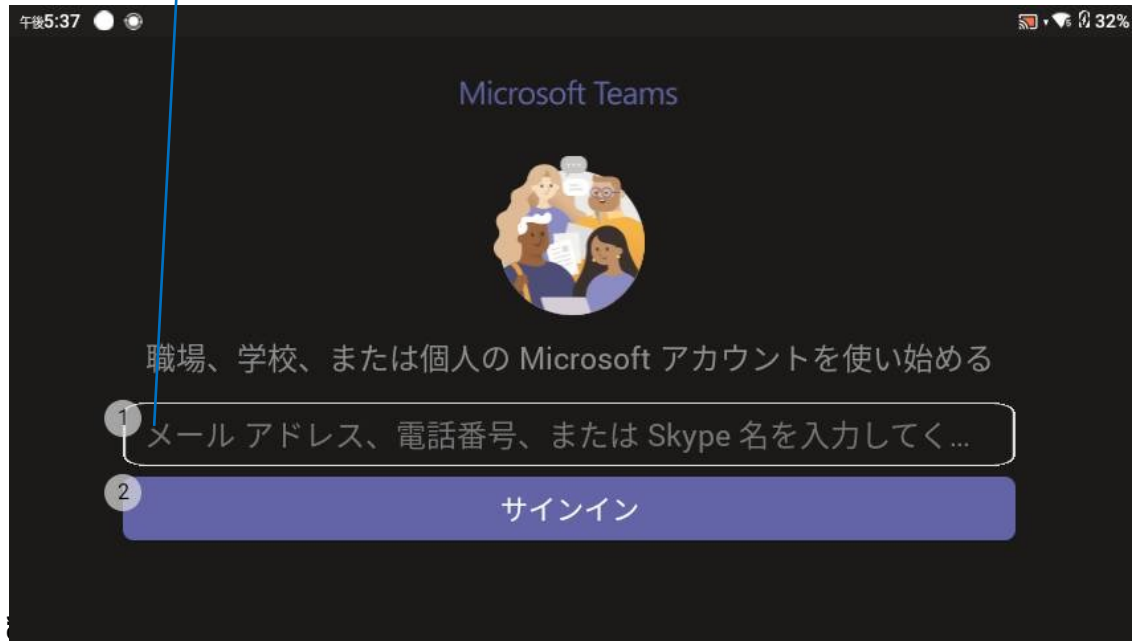 午後5:37 32%
Microsoft Teams
職場、学校、または個人の Microsoft アカウントを使い始める
1
メール アドレス、電話番号、または Skype 名を入力してく...
2
サインイン